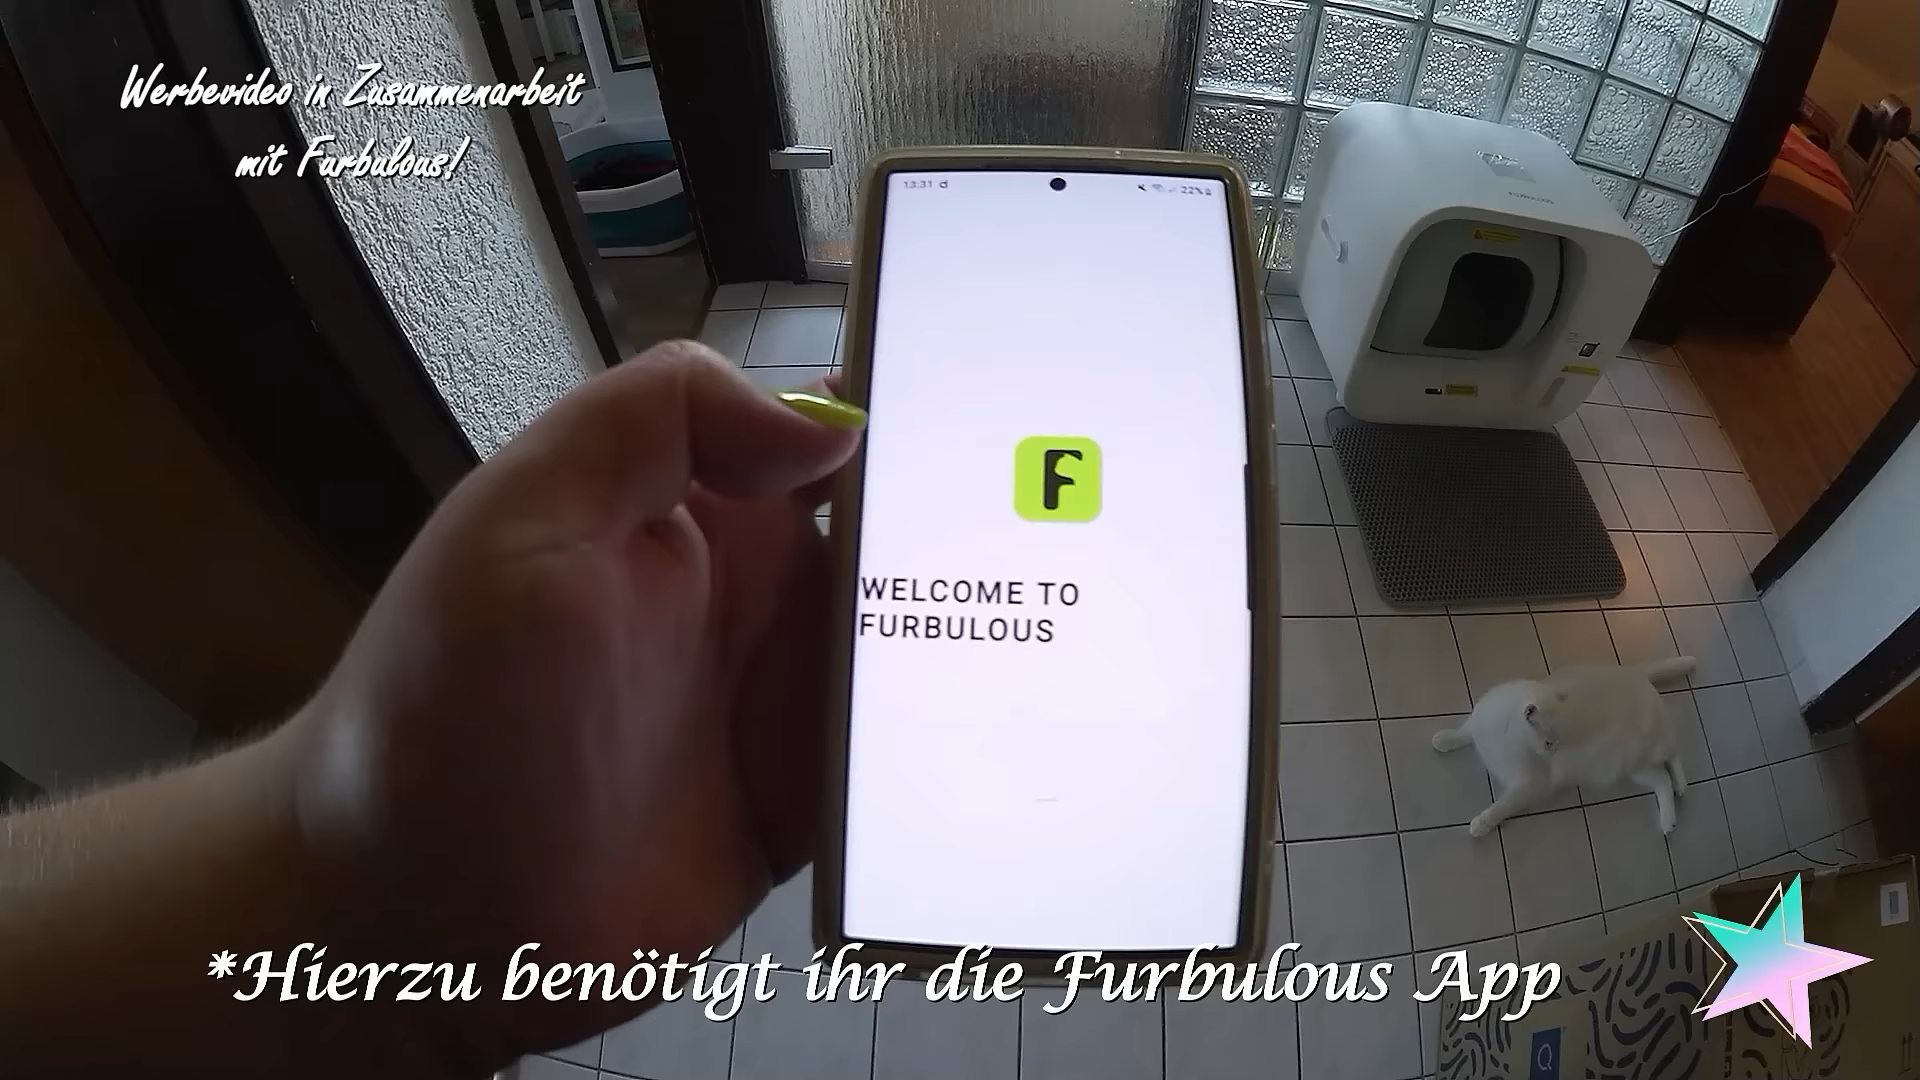 Werbevideo in Zusammenarbeit
mit Furbulous!
13:31
22%
F
WELCOME TO
FURBULOUS
*Hierzu benötigt ihr die Furbulous App